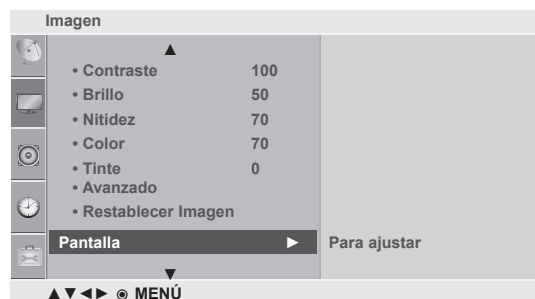 Imagen
▲
• Contraste 100
• Brillo 50
• Nitidez 70
• Color 70
• Tinte 0
• Avanzado
• Restablecer Imagen
Pantalla ► Para ajustar
▼
▲▼◄► ◉ MENÚ